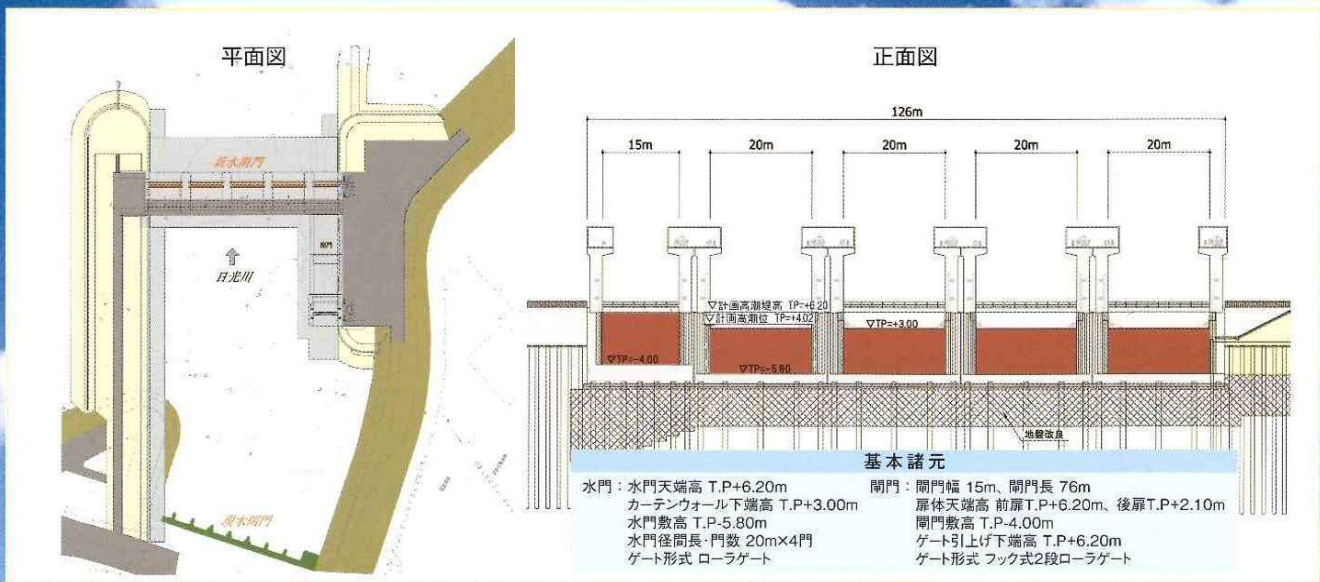 平面図
新水閘門
閘門
日光川
現水閘門
正面図
126m
15m 20m 20m 20m 20m
▽計画高潮堤高 TP=+6.20
▽計画高潮位 TP=+4.02
▽TP=+3.00
▽TP=-4.00
▽TP=-5.80
地盤改良
基本諸元
水門：水門天端高 T.P+6.20m
カーテンウォール下端高 T.P+3.00m
水門敷高 T.P-5.80m
水門径間長・門数 20m×4門
ゲート形式 ローラゲート
閘門：閘門幅 15m、閘門長 76m
扉体天端高 前扉T.P+6.20m、後扉T.P+2.10m
閘門敷高 T.P-4.00m
ゲート引上げ下端高 T.P+6.20m
ゲート形式 フック式2段ローラゲート